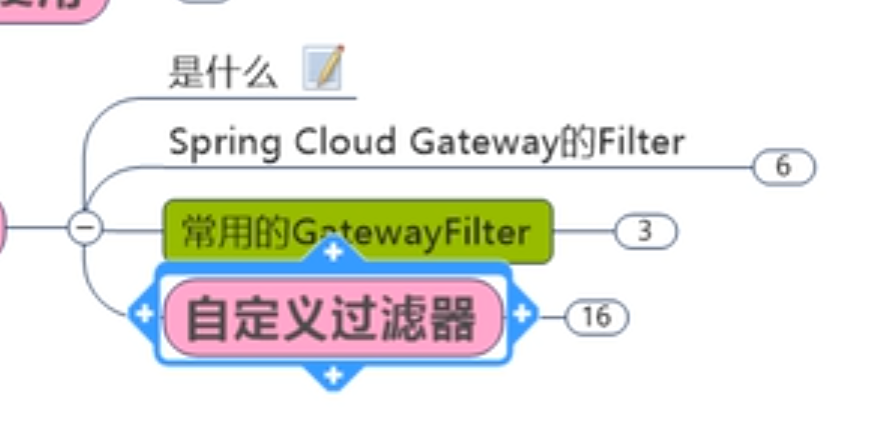 使用
是什么
Spring Cloud Gateway的Filter
6
常用的GatewayFilter
3
自定义过滤器
16